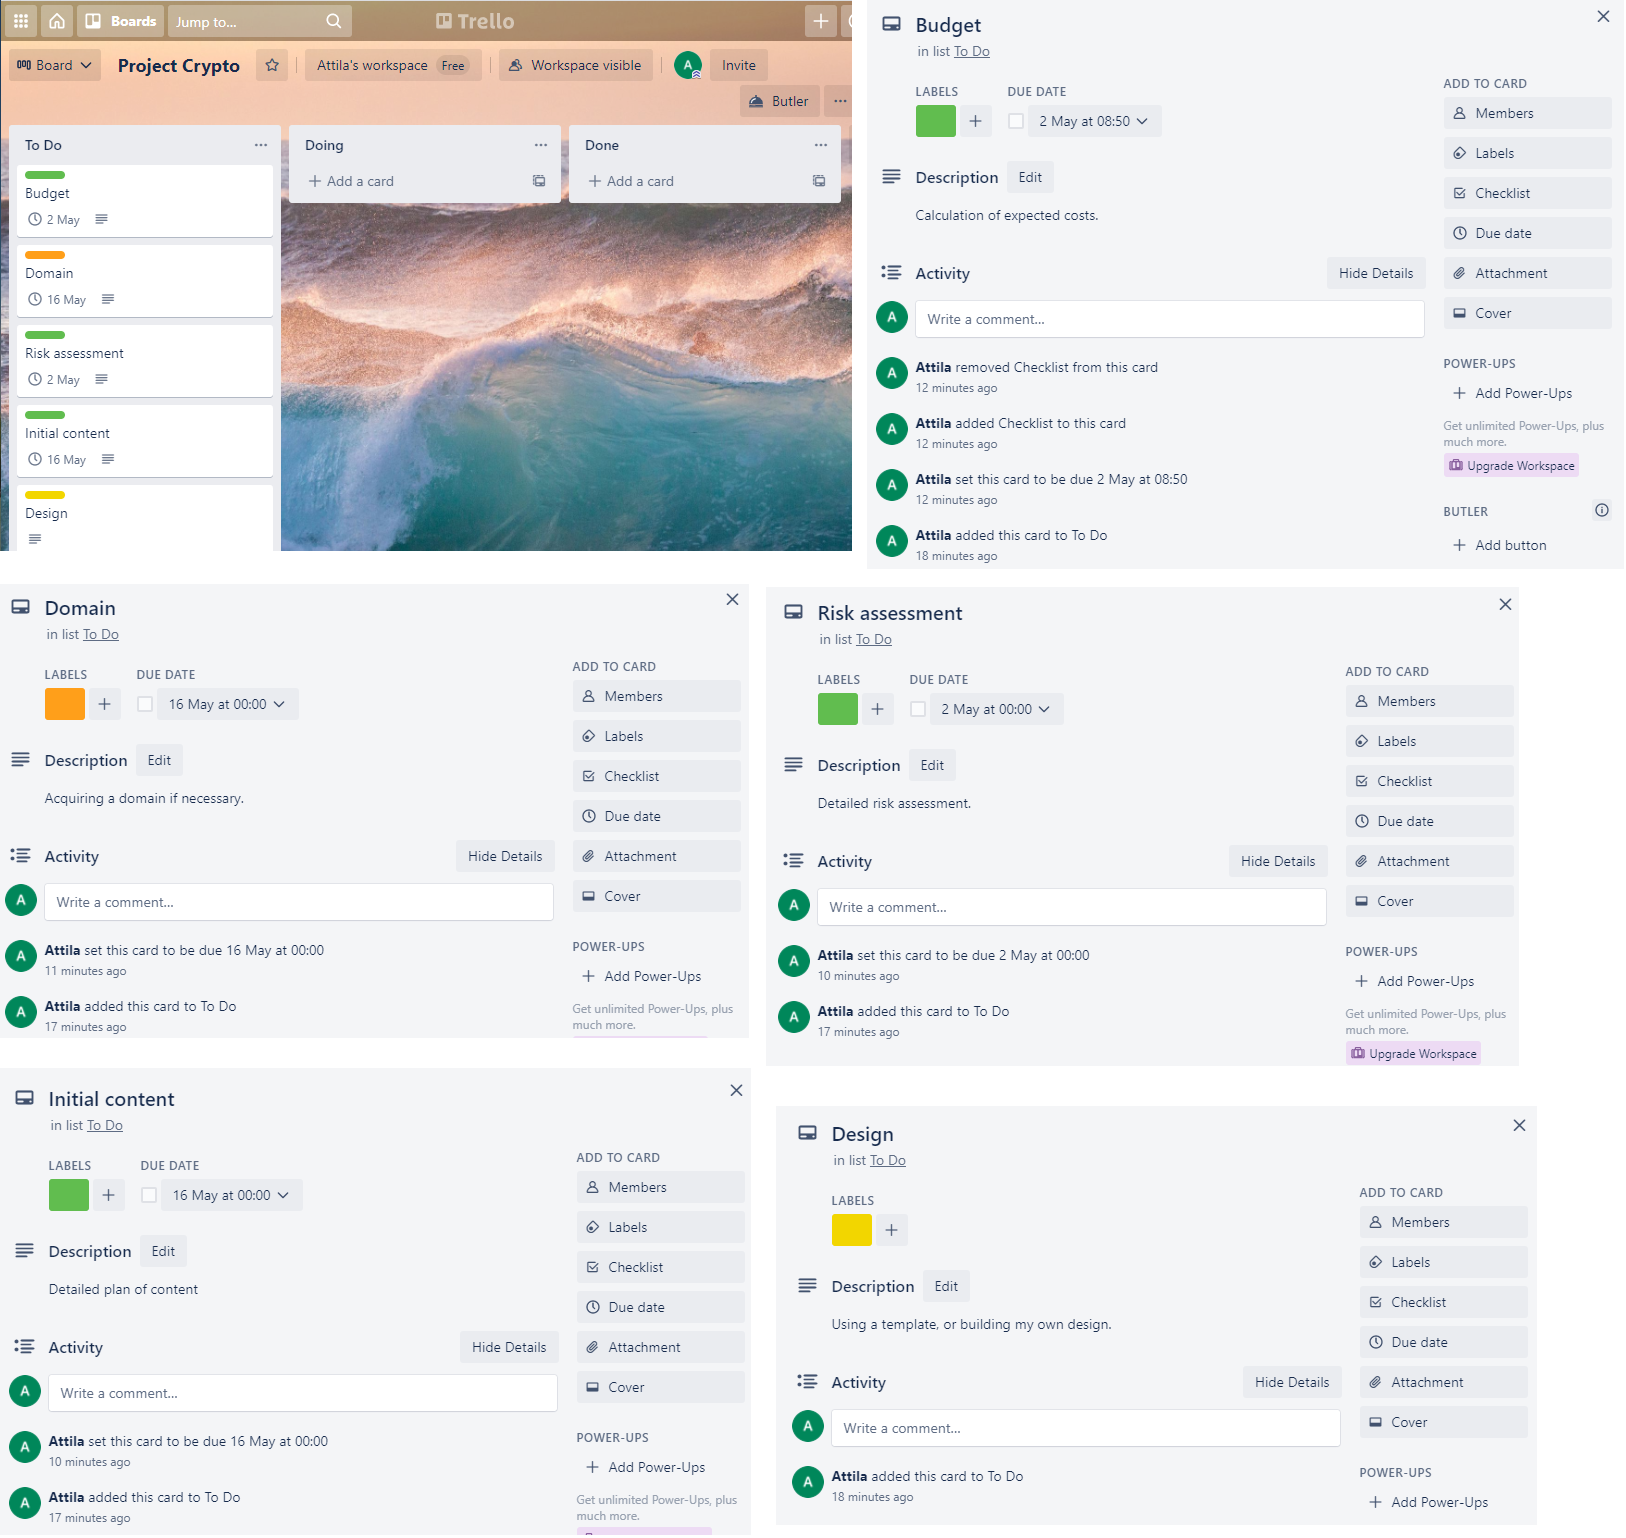 Boards
Jump to...
Trello
Board
Project Crypto
Attila's workspace Free
Workspace visible
A
Invite
Butler
To Do
Budget
2 May
Domain
16 May
Risk assessment
2 May
Initial content
16 May
Design
Doing
+ Add a card
Done
+ Add a card
Budget
in list To Do
LABELS
DUE DATE
2 May at 08:50
Description
Edit
Calculation of expected costs.
Activity
Hide Details
A
Write a comment...
A
Attila removed Checklist from this card
12 minutes ago
A
Attila added Checklist to this card
12 minutes ago
A
Attila set this card to be due 2 May at 08:50
12 minutes ago
A
Attila added this card to To Do
18 minutes ago
ADD TO CARD
Members
Labels
Checklist
Due date
Attachment
Cover
POWER-UPS
+ Add Power-Ups
Get unlimited Power-Ups, plus
much more.
Upgrade Workspace
BUTLER
+ Add button
Domain
in list To Do
LABELS
DUE DATE
16 May at 00:00
Description
Edit
Acquiring a domain if necessary.
Activity
Hide Details
A
Write a comment...
A
Attila set this card to be due 16 May at 00:00
11 minutes ago
A
Attila added this card to To Do
17 minutes ago
ADD TO CARD
Members
Labels
Checklist
Due date
Attachment
Cover
POWER-UPS
+ Add Power-Ups
Get unlimited Power-Ups, plus
much more.
Risk assessment
in list To Do
LABELS
DUE DATE
2 May at 00:00
Description
Edit
Detailed risk assessment.
Activity
Hide Details
A
Write a comment...
A
Attila set this card to be due 2 May at 00:00
10 minutes ago
A
Attila added this card to To Do
17 minutes ago
ADD TO CARD
Members
Labels
Checklist
Due date
Attachment
Cover
POWER-UPS
+ Add Power-Ups
Get unlimited Power-Ups, plus
much more.
Upgrade Workspace
Initial content
in list To Do
LABELS
DUE DATE
16 May at 00:00
Description
Edit
Detailed plan of content
Activity
Hide Details
A
Write a comment...
A
Attila set this card to be due 16 May at 00:00
10 minutes ago
A
Attila added this card to To Do
17 minutes ago
ADD TO CARD
Members
Labels
Checklist
Due date
Attachment
Cover
POWER-UPS
+ Add Power-Ups
Get unlimited Power-Ups, plus
much more.
Design
in list To Do
LABELS
Description
Edit
Using a template, or building my own design.
Activity
Hide Details
A
Write a comment...
A
Attila added this card to To Do
18 minutes ago
ADD TO CARD
Members
Labels
Checklist
Due date
Attachment
Cover
POWER-UPS
+ Add Power-Ups